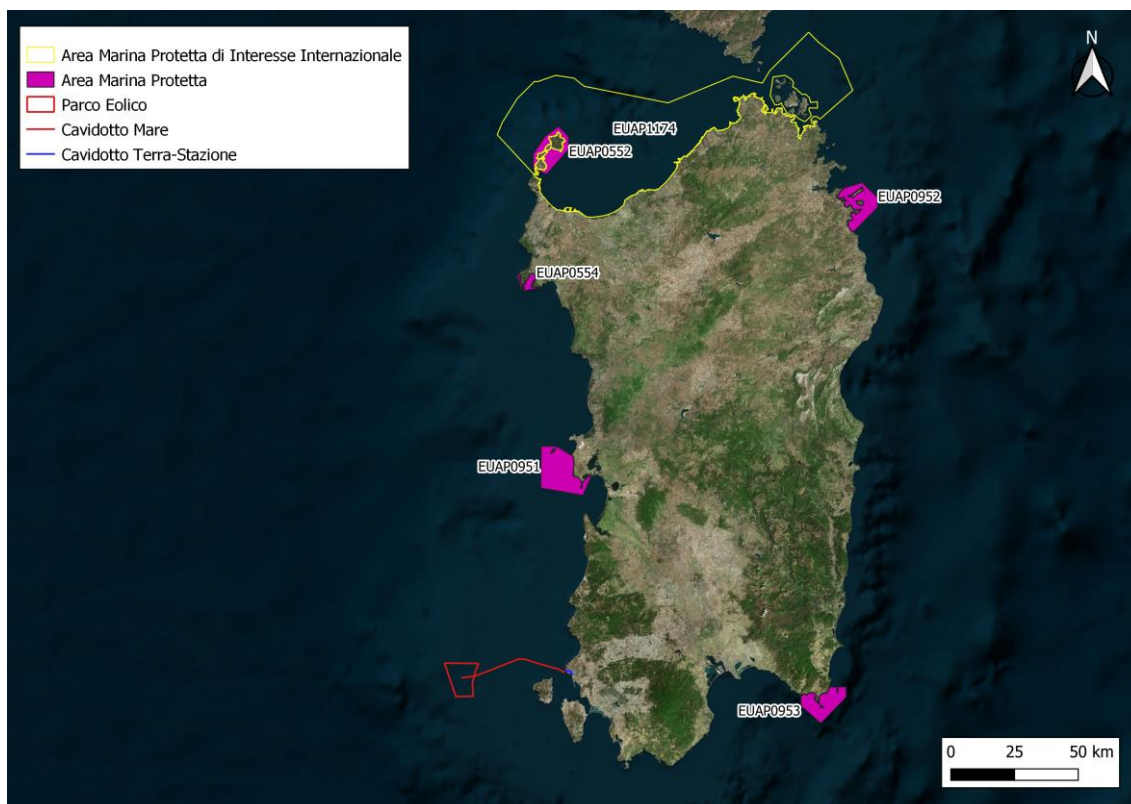 Area Marina Protetta di Interesse Internazionale
Area Marina Protetta
Parco Eolico
Cavidotto Mare
Cavidotto Terra-Stazione
N
EUAP1174
EUAP0552
EUAP0952
EUAP0554
EUAP0951
EUAP0953
0 25 50 km